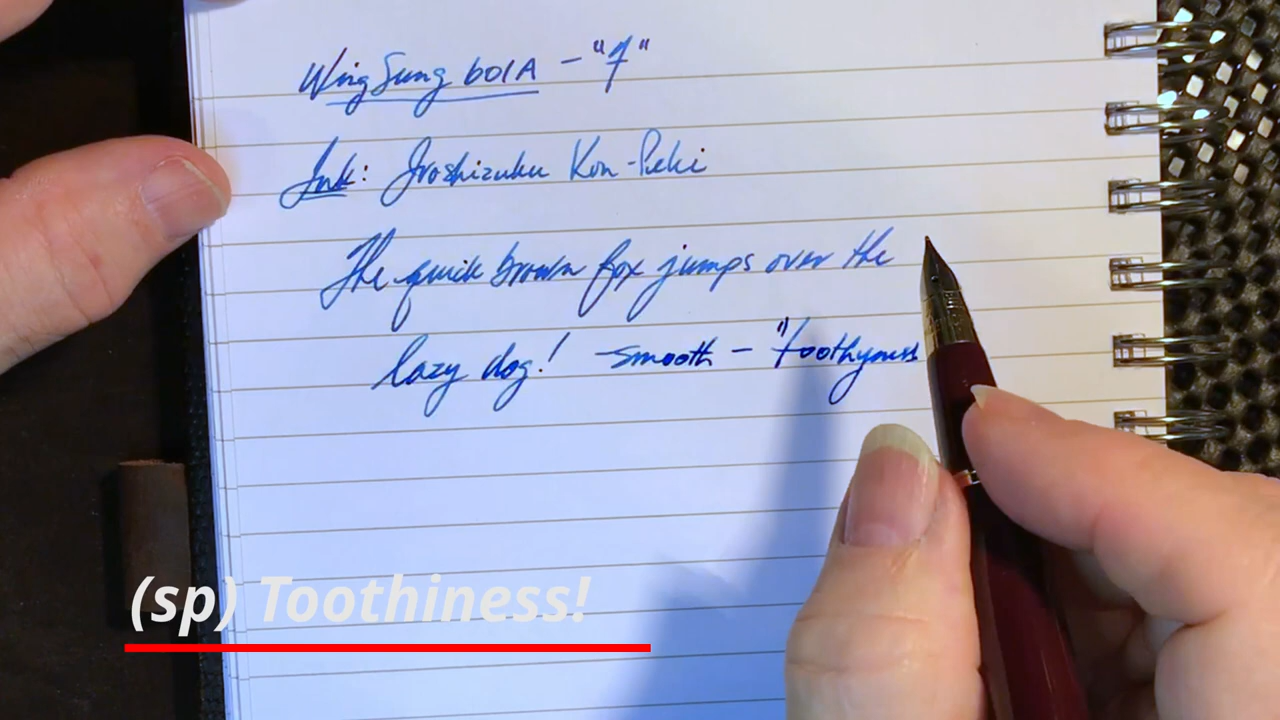 Wing Sung 601A - "7"
Ink: Iroshizuku Kon-Peki
The quick brown fox jumps over the
lazy dog! Smooth - "Toothyness
(sp) Toothiness!